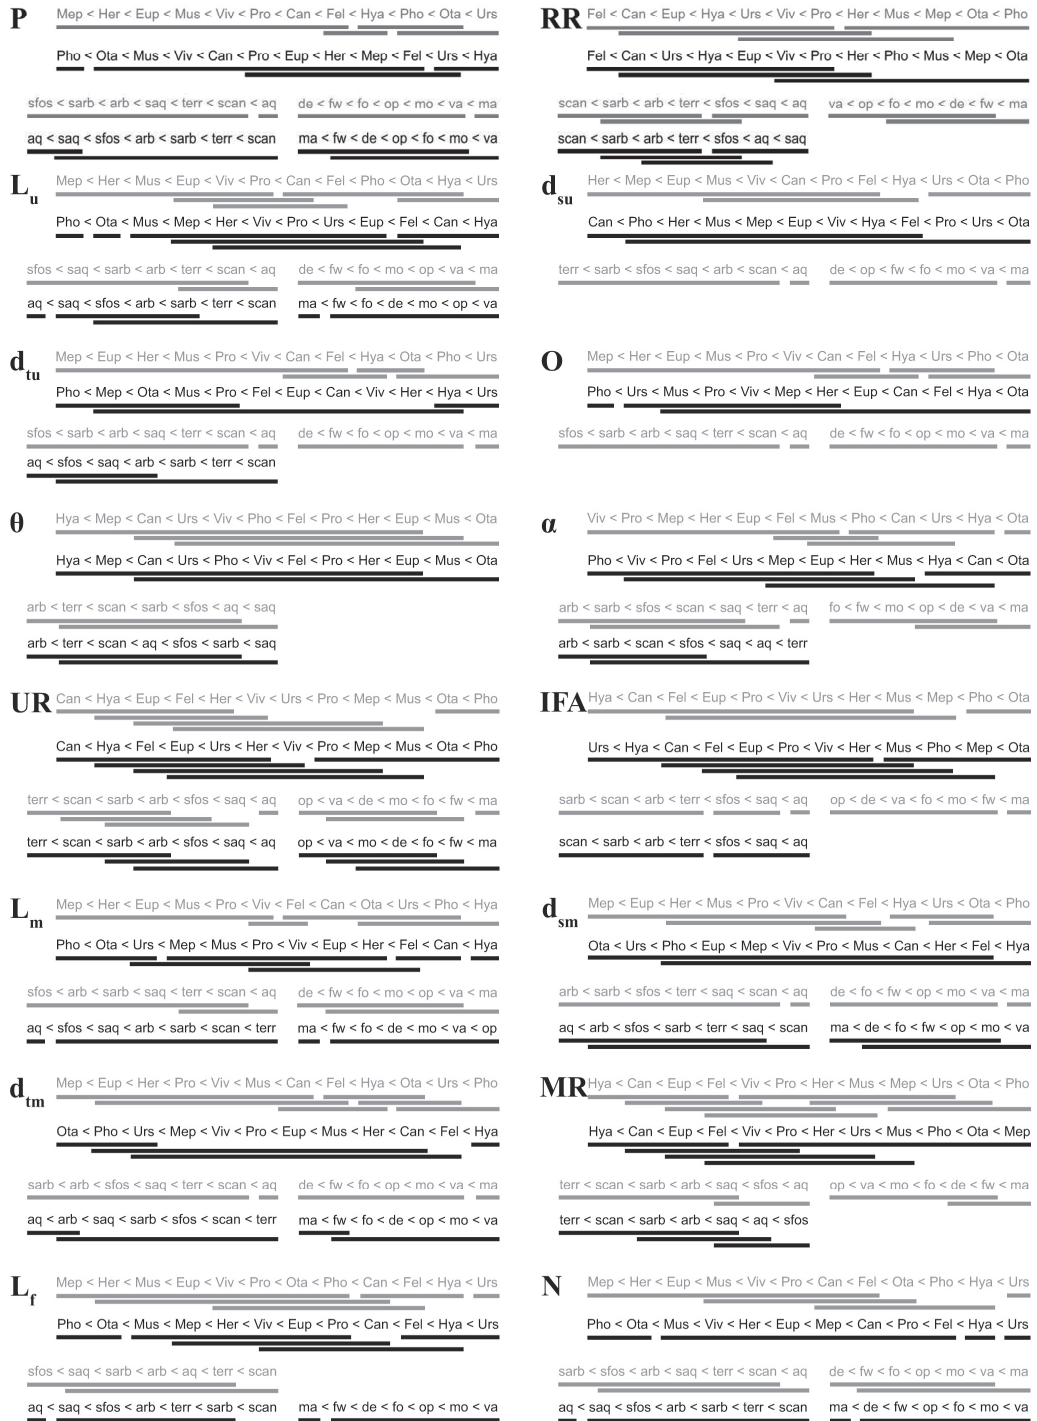 P Mep < Her < Eup < Mus < Viv < Pro < Can < Fel < Hya < Pho < Ota < Urs
Pho < Ota < Mus < Viv < Can < Pro < Eup < Her < Mep < Fel < Urs < Hya
sfos < sarb < arb < saq < terr < scan < aq de < fw < fo < op < mo < va < ma
aq < saq < sfos < arb < sarb < terr < scan ma < fw < de < op < fo < mo < va
RR Fel < Can < Eup < Hya < Urs < Viv < Pro < Her < Mus < Mep < Ota < Pho
Fel < Can < Urs < Hya < Eup < Viv < Pro < Her < Pho < Mus < Mep < Ota
scan < sarb < arb < terr < sfos < saq < aq va < op < fo < mo < de < fw < ma
scan < sarb < arb < terr < sfos < aq < saq
Lu Mep < Her < Mus < Eup < Viv < Pro < Can < Fel < Pho < Ota < Hya < Urs
Pho < Ota < Mus < Mep < Her < Viv < Pro < Urs < Eup < Fel < Can < Hya
sfos < saq < sarb < arb < terr < scan < aq de < fw < fo < mo < op < va < ma
aq < saq < sfos < arb < sarb < terr < scan ma < fw < fo < de < mo < op < va
dsu Her < Mep < Eup < Mus < Viv < Can < Pro < Fel < Hya < Urs < Ota < Pho
Can < Pho < Her < Mus < Mep < Eup < Viv < Hya < Fel < Pro < Urs < Ota
terr < sarb < sfos < saq < arb < scan < aq de < op < fw < fo < mo < va < ma
dtu Mep < Eup < Her < Mus < Pro < Viv < Can < Fel < Hya < Ota < Pho < Urs
Pho < Mep < Ota < Mus < Pro < Fel < Eup < Can < Viv < Her < Hya < Urs
sfos < sarb < arb < saq < terr < scan < aq de < fw < fo < op < mo < va < ma
aq < sfos < saq < arb < sarb < terr < scan
O Mep < Her < Eup < Mus < Pro < Viv < Can < Fel < Hya < Urs < Pho < Ota
Pho < Urs < Mus < Pro < Viv < Mep < Her < Eup < Can < Fel < Hya < Ota
sfos < sarb < arb < saq < terr < scan < aq de < fw < fo < op < mo < va < ma
θ Hya < Mep < Can < Urs < Viv < Pho < Fel < Pro < Her < Eup < Mus < Ota
Hya < Mep < Can < Urs < Pho < Viv < Fel < Pro < Her < Eup < Mus < Ota
arb < terr < scan < sarb < sfos < aq < saq
arb < terr < scan < aq < sfos < sarb < saq
α Viv < Pro < Mep < Her < Eup < Fel < Mus < Pho < Can < Urs < Hya < Ota
Pho < Viv < Pro < Fel < Urs < Mep < Eup < Her < Mus < Hya < Can < Ota
arb < sarb < sfos < scan < saq < terr < aq fo < fw < mo < op < de < va < ma
arb < sarb < scan < sfos < saq < aq < terr
UR Can < Hya < Eup < Fel < Her < Viv < Urs < Pro < Mep < Mus < Ota < Pho
Can < Hya < Fel < Eup < Urs < Her < Viv < Pro < Mep < Mus < Ota < Pho
terr < scan < sarb < arb < sfos < saq < aq op < va < de < mo < fo < fw < ma
terr < scan < sarb < arb < sfos < saq < aq op < va < mo < de < fo < fw < ma
IFA Hya < Can < Fel < Eup < Pro < Viv < Her < Urs < Mus < Mep < Pho < Ota
Urs < Hya < Can < Fel < Eup < Pro < Viv < Her < Mus < Pho < Mep < Ota
sarb < scan < arb < terr < sfos < saq < aq op < de < va < fo < mo < fw < ma
scan < sarb < arb < terr < sfos < saq < aq
Lm Mep < Her < Eup < Mus < Pro < Viv < Fel < Can < Ota < Urs < Pho < Hya
Pho < Ota < Urs < Mep < Mus < Pro < Viv < Eup < Her < Fel < Can < Hya
sfos < arb < sarb < saq < terr < scan < aq de < fw < fo < mo < op < va < ma
aq < sfos < saq < arb < sarb < scan < terr ma < fw < fo < de < mo < va < op
dsm Mep < Eup < Her < Mus < Pro < Viv < Can < Fel < Hya < Urs < Ota < Pho
Ota < Urs < Pho < Eup < Mep < Viv < Pro < Mus < Can < Her < Fel < Hya
arb < sarb < sfos < terr < saq < scan < aq de < fo < fw < op < mo < va < ma
aq < arb < sfos < sarb < terr < saq < scan ma < de < fo < fw < op < mo < va
dtm Mep < Eup < Her < Pro < Viv < Mus < Can < Fel < Hya < Ota < Urs < Pho
Ota < Pho < Urs < Mep < Viv < Pro < Eup < Mus < Her < Can < Fel < Hya
sarb < arb < sfos < saq < terr < scan < aq de < fw < fo < op < mo < va < ma
aq < arb < saq < sarb < sfos < scan < terr ma < fw < fo < de < op < mo < va
MR Hya < Can < Eup < Fel < Viv < Pro < Her < Mus < Mep < Urs < Ota < Pho
Hya < Can < Eup < Fel < Viv < Pro < Her < Urs < Mus < Pho < Ota < Mep
terr < scan < sarb < arb < saq < sfos < aq op < va < mo < fo < de < fw < ma
terr < scan < sarb < arb < saq < aq < sfos
Lf Mep < Her < Mus < Eup < Viv < Pro < Ota < Pho < Can < Fel < Hya < Urs
Pho < Ota < Mus < Mep < Her < Viv < Eup < Pro < Can < Fel < Hya < Urs
sfos < saq < sarb < arb < aq < terr < scan
aq < saq < sfos < arb < sarb < terr < scan ma < fw < de < fo < op < mo < va
N Mep < Her < Eup < Mus < Viv < Pro < Can < Fel < Ota < Pho < Hya < Urs
Pho < Ota < Mus < Viv < Her < Eup < Mep < Can < Pro < Fel < Hya < Urs
sarb < sfos < arb < saq < terr < scan < aq de < fw < fo < op < mo < va < ma
aq < saq < sfos < arb < sarb < terr < scan ma < de < fw < fo < op < mo < va